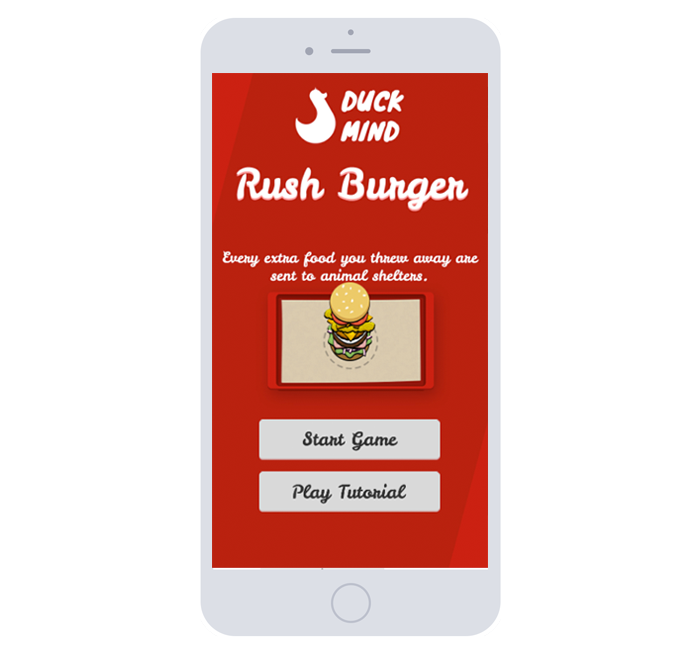 DUCK
MIND
Rush Burger
Every extra food you threw away are
sent to animal shelters.
Start Game
Play Tutorial